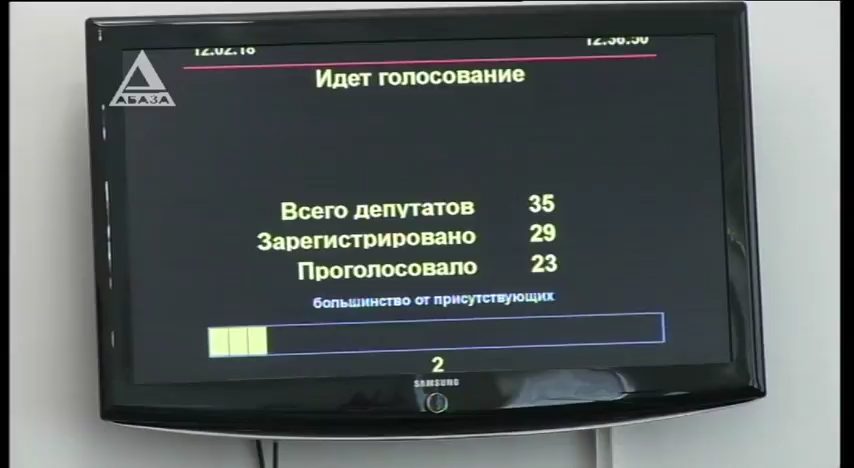 12.02.18 12:36:50
Идет голосование
АБАЗА
Всего депутатов 35
Зарегистрировано 29
Проголосовало 23
большинство от присутствующих
2
SAMSUNG